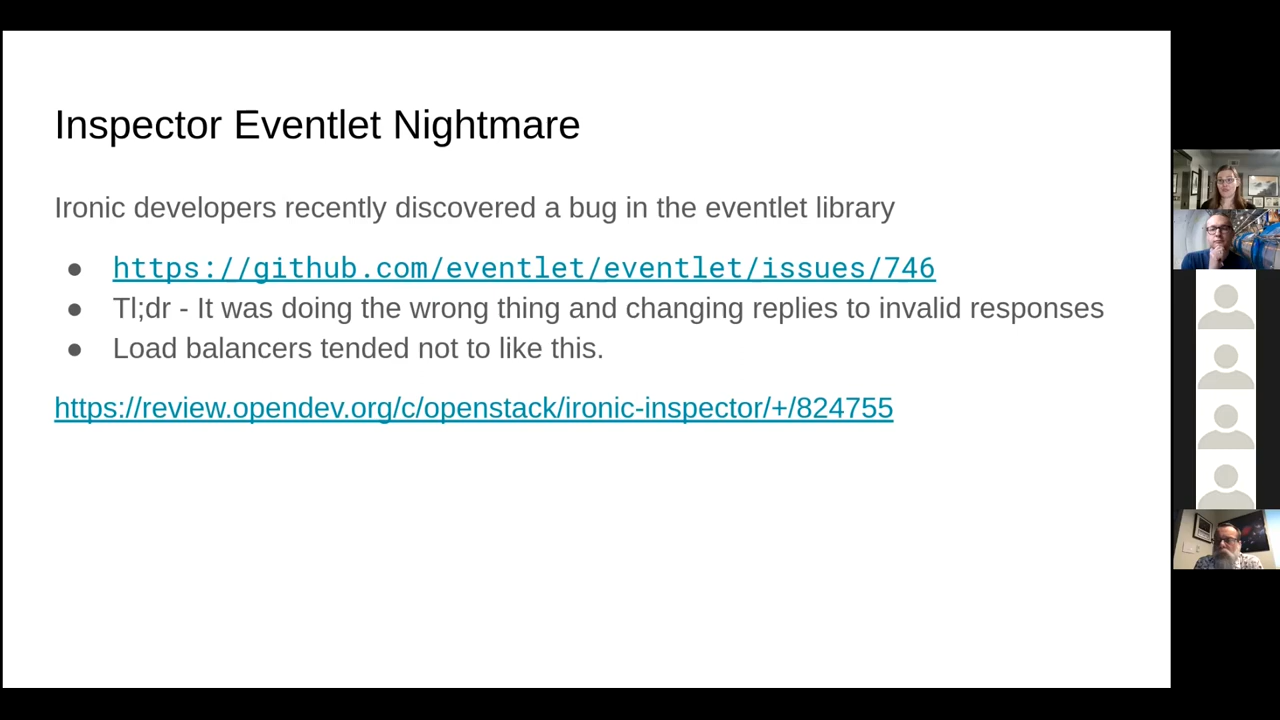 Inspector Eventlet Nightmare
Ironic developers recently discovered a bug in the eventlet library
● https://github.com/eventlet/eventlet/issues/746
● Tl;dr - It was doing the wrong thing and changing replies to invalid responses
● Load balancers tended not to like this.
https://review.opendev.org/c/openstack/ironic-inspector/+/824755